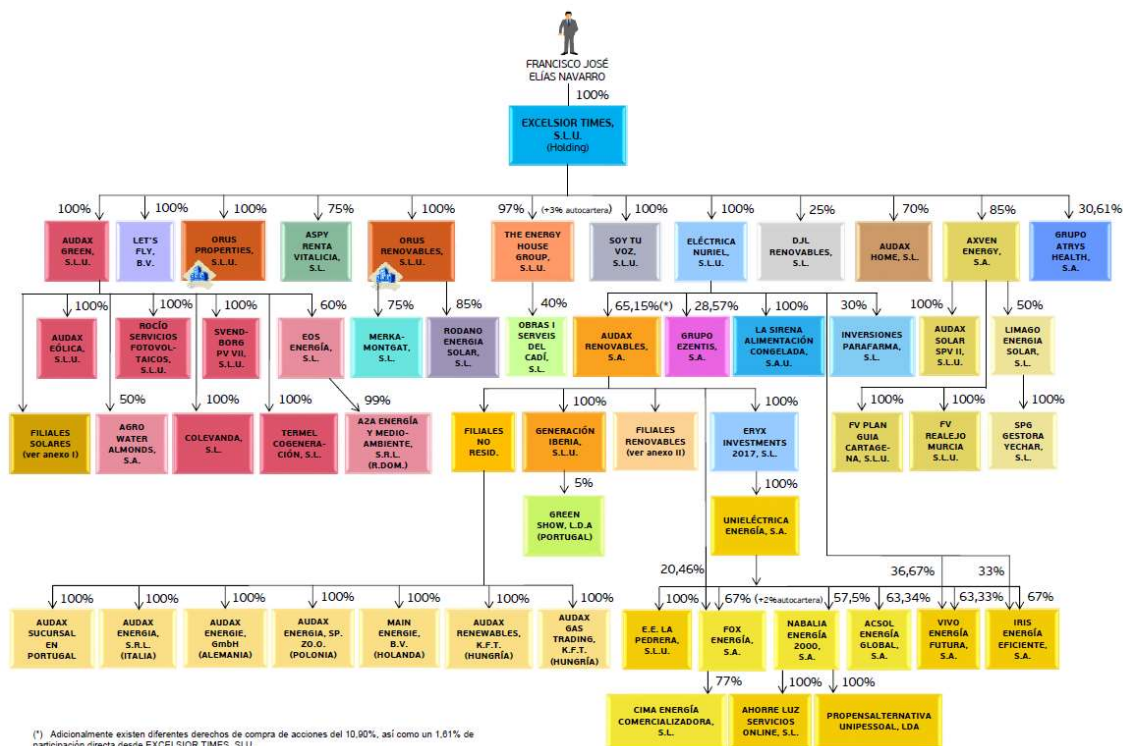 FRANCISCO JOSÉ
ELÍAS NAVARRO
100%
EXCELSIOR TIMES,
S.L.U.
(Holding)
100%
100%
100%
75%
100%
97% (+3% autocartera)
100%
100%
25%
70%
85%
30,61%
AUDAX
GREEN,
S.L.U.
LET'S
FLY,
B.V.
ORUS
PROPERTIES,
S.L.U.
ASPY
RENTA
VITALICIA,
S.L.
ORUS
RENOVABLES,
S.L.U.
THE ENERGY
HOUSE
GROUP,
S.L.U.
SOY TU
VOZ,
S.L.U.
ELÉCTRICA
NURIEL,
S.L.U.
DJL
RENOVABLES,
S.L.
AUDAX
HOME, S.L.
AXVEN
ENERGY,
S.A.
GRUPO
ATRYS
HEALTH,
S.A.
100%
100%
100%
60%
75%
85%
40%
65,15%(*)
28,57%
100%
30%
100%
50%
AUDAX
EÓLICA,
S.L.U.
ROCÍO
SERVICIOS
FOTOVOL-
TAICOS,
S.L.U.
SVEND-
BORG
PV VII,
S.L.U.
EOS
ENERGÍA,
S.L.
MERKA-
MONTGAT,
S.L.
RODANO
ENERGIA
SOLAR, S.L.
OBRAS I
SERVEIS
DEL
CADÍ,
S.L.
AUDAX
RENOVABLES,
S.A.
GRUPO
EZENTIS,
S.A.
LA SIRENA
ALIMENTACIÓN
CONGELADA,
S.A.U.
INVERSIONES
PARAFARMA,
S.L.
AUDAX
SOLAR
SPV II,
S.L.U.
LIMAGO
ENERGIA
SOLAR, S.L.
50%
100%
100%
99%
100%
100%
100%
100%
100%
FILIALES
SOLARES
(ver anexo I)
AGRO
WATER
ALMONDS,
S.A.
COLEVANDA,
S.L.
TERMEL
COGENERA-
CIÓN, S.L.
A2A ENERGÍA
Y MEDIO-
AMBIENTE,
S.R.L.
(R.DOM.)
FILIALES
NO
RESID.
GENERACIÓN
IBERIA,
S.L.U.
FILIALES
RENOVABLES
(ver anexo II)
ERYX
INVESTMENTS
2017, S.L.
FV PLAN
GUIA
CARTAGE-
NA, S.L.U.
FV
REALEJO
MURCIA
S.L.U.
SP6
GESTORA
YECHAR, S.L.
5%
100%
GREEN
SHOW, L.D.A
(PORTUGAL)
UNIELÉCTRICA
ENERGÍA, S.A.
20,46%
36,67%
33%
100%
100%
100%
100%
100%
100%
100%
100%
67% (+2%autocartera)
57,5%
63,34%
63,33%
67%
AUDAX
SUCURSAL
EN
PORTUGAL
AUDAX
ENERGIA,
S.R.L.
(ITALIA)
AUDAX
ENERGIE,
GmbH
(ALEMANIA)
AUDAX
ENERGIA, SP.
ZO.O.
(POLONIA)
MAIN
ENERGIE,
B.V.
(HOLANDA)
AUDAX
RENEWABLES,
K.F.T.
(HUNGRÍA)
AUDAX
GAS
TRADING,
K.F.T.
(HUNGRÍA)
E.E. LA
PEDRERA,
S.L.U.
FOX
ENERGÍA,
S.A.
NABALIA
ENERGÍA
2000,
S.A.
ACSOL
ENERGÍA
GLOBAL,
S.A.
VIVO
ENERGÍA
FUTURA,
S.A.
IRIS
ENERGÍA
EFICIENTE,
S.A.
77%
100%
100%
CIMA ENERGÍA
COMERCIALIZADORA,
S.L.
AHORRE LUZ
SERVICIOS
ONLINE, S.L.
PROPENSALTERNATIVA
UNIPESSOAL, LDA
(*) Adicionalmente existen diferentes derechos de compra de acciones del 10,90%, así como un 1,61% de
participación directa desde EXCELSIOR TIMES, SLU